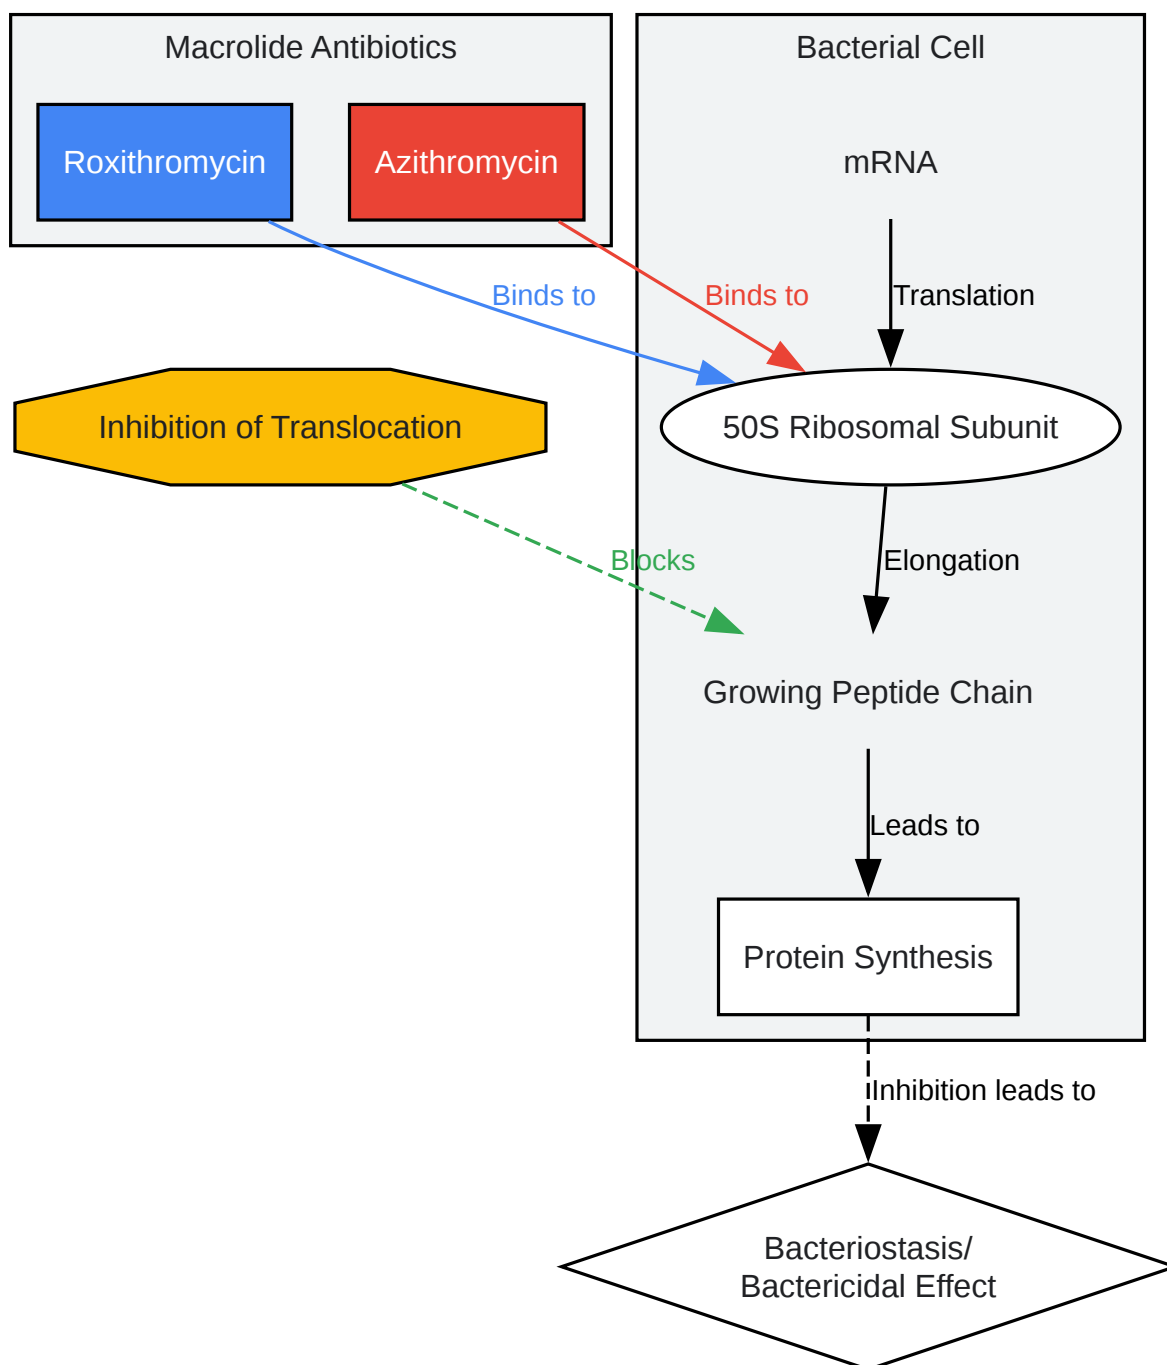 Macrolide Antibiotics
Bacterial Cell
Roxithromycin
Azithromycin
mRNA
Binds to
Binds to
Translation
Inhibition of Translocation
50S Ribosomal Subunit
Blocks
Elongation
Growing Peptide Chain
Leads to
Protein Synthesis
Inhibition leads to
Bacteriostasis/
Bactericidal Effect